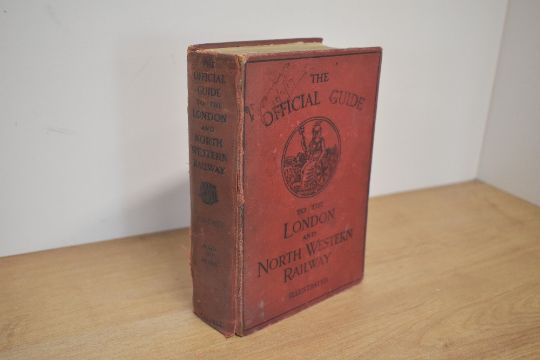 THE
OFFICIAL
GUIDE
TO THE
LONDON
AND
NORTH
WESTERN
RAILWAY
THE
OFFICIAL GUIDE
TO THE
LONDON
AND
NORTH WESTERN
RAILWAY
ILLUSTRATED